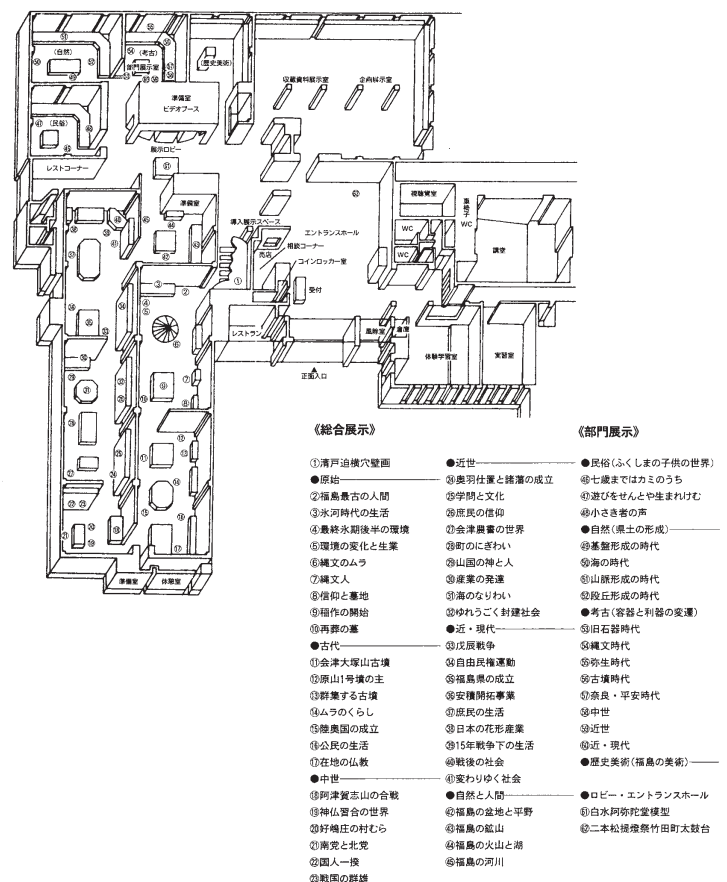 (自然)
(考古)
部門展示室
(歴史美術)
収蔵資料展示室
企画展示室
準備室
ビデオブース
(民俗)
展示ロビー
レストコーナー
準備室
導入展示スペース
エントランスホール
視聴覚室
車椅子WC
WC
WC
講堂
売店
相談コーナー
コインロッカー室
受付
レストラン
風除室
倉庫
体験学習室
実習室
正面入口
準備室
休憩室
《総合展示》
①清戸迫横穴壁画
●原始
②福島最古の人間
③氷河時代の生活
④最終氷期後半の環境
⑤環境の変化と生業
⑥縄文のムラ
⑦縄文人
⑧信仰と墓地
⑨稲作の開始
⑩再葬の墓
●古代
⑪会津大塚山古墳
⑫原山1号墳の主
⑬群集する古墳
⑭ムラのくらし
⑮陸奥国の成立
⑯公民の生活
⑰在地の仏教
●中世
⑱阿津賀志山の合戦
⑲神仏習合の世界
⑳好嶋庄の村むら
㉑南党と北党
㉒国人一揆
㉓戦国の群雄
●近世
㉔奥羽仕置と諸藩の成立
㉕学問と文化
㉖庶民の信仰
㉗会津農書の世界
㉘町のにぎわい
㉙山国の神と人
㉚産業の発達
㉛海のなりわい
㉜ゆれうごく封建社会
●近・現代
㉝戊辰戦争
㉞自由民権運動
㉟福島県の成立
㊱安積開拓事業
㊲庶民の生活
㊳日本の花形産業
㊴15年戦争下の生活
㊵戦後の社会
㊶変わりゆく社会
●自然と人間
㊷福島の盆地と平野
㊸福島の鉱山
㊹福島の火山と湖
㊺福島の河川
《部門展示》
●民俗(ふくしまの子供の世界)
㊻七歳まではカミのうち
㊼遊びをせんとや生まれけむ
㊽小さき者の声
●自然(県土の形成)
㊾基盤形成の時代
㊿海の時代
51山脈形成の時代
52段丘形成の時代
●考古(容器と利器の変遷)
53旧石器時代
54縄文時代
55弥生時代
56古墳時代
57奈良・平安時代
58中世
59近世
60近・現代
●歴史美術(福島の美術)
●ロビー・エントランスホール
61白水阿弥陀堂模型
62二本松提燈祭竹田町太鼓台